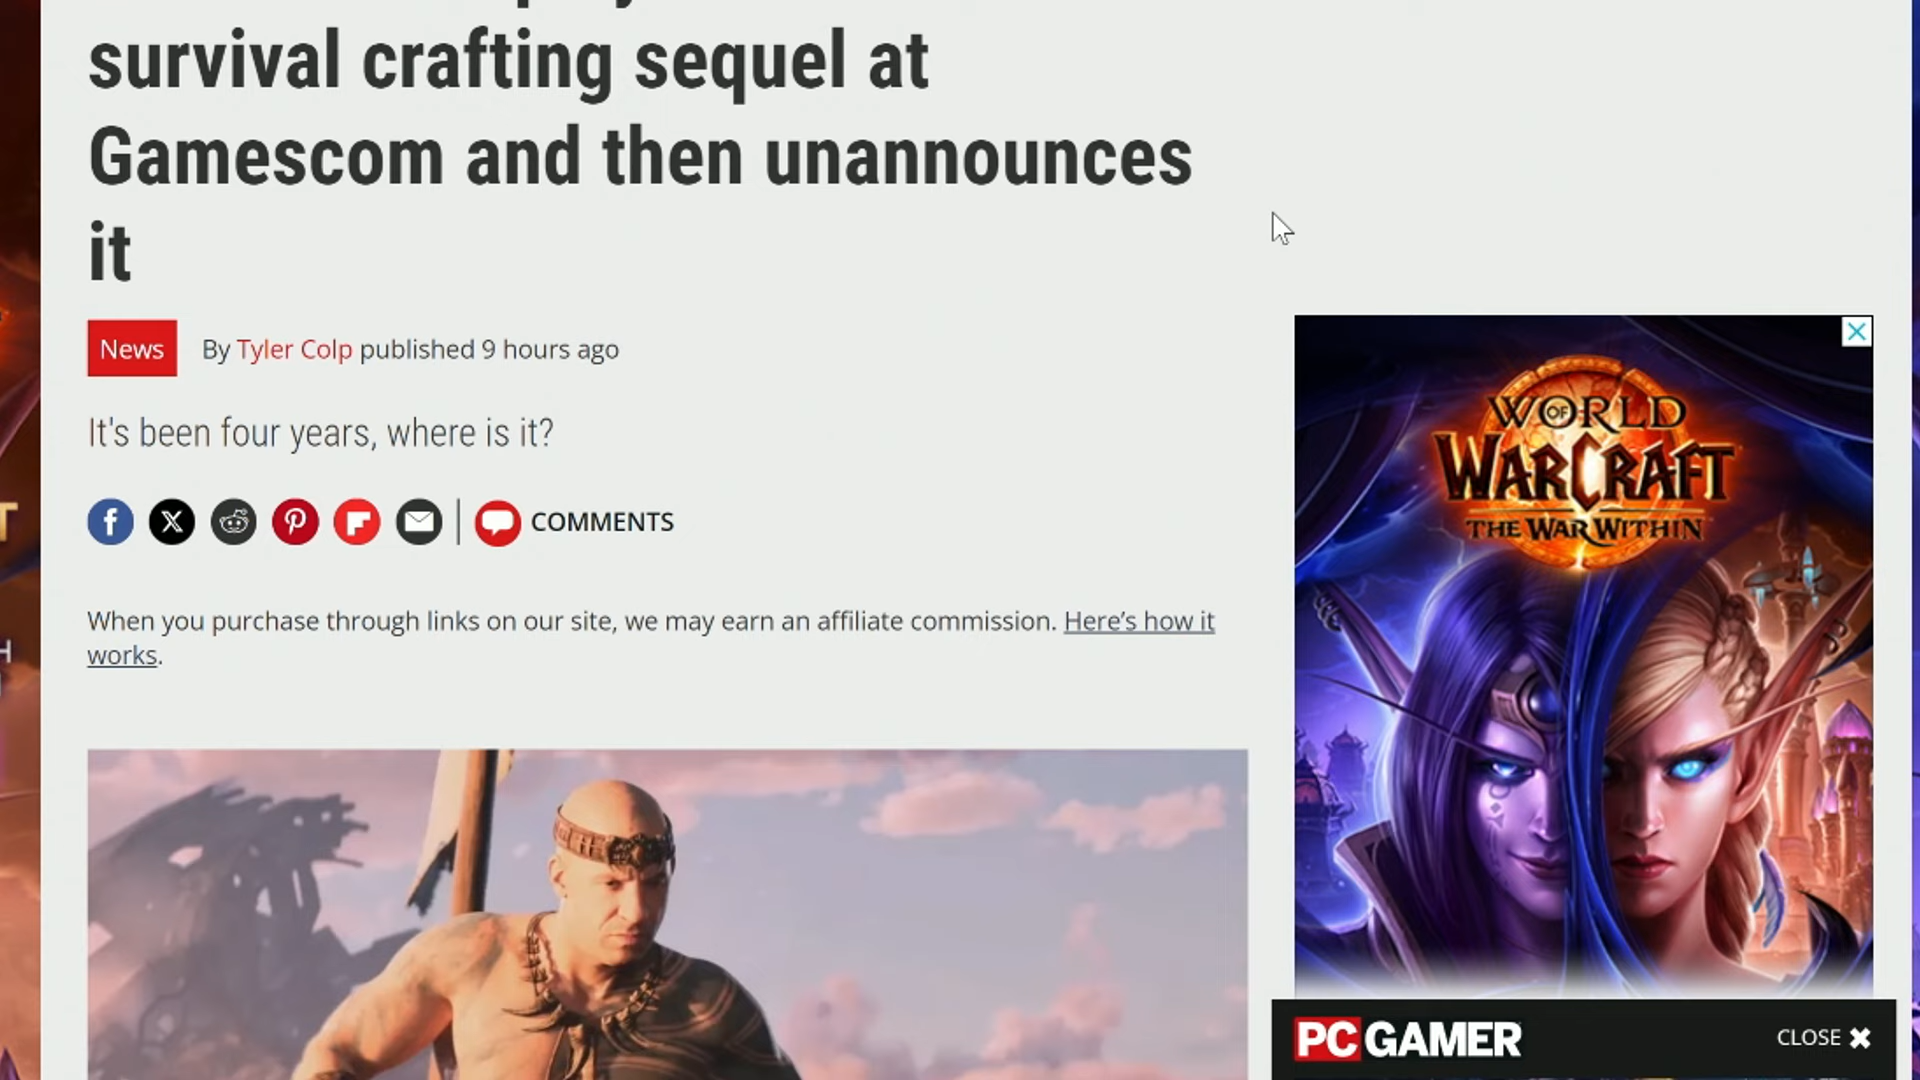 survival crafting sequel at
Gamescom and then unannounces
it
News
By Tyler Colp published 9 hours ago
It's been four years, where is it?
COMMENTS
When you purchase through links on our site, we may earn an affiliate commission. Here’s how it
works.
WORLD
OF
WARCRAFT
THE WAR WITHIN
PC GAMER
CLOSE